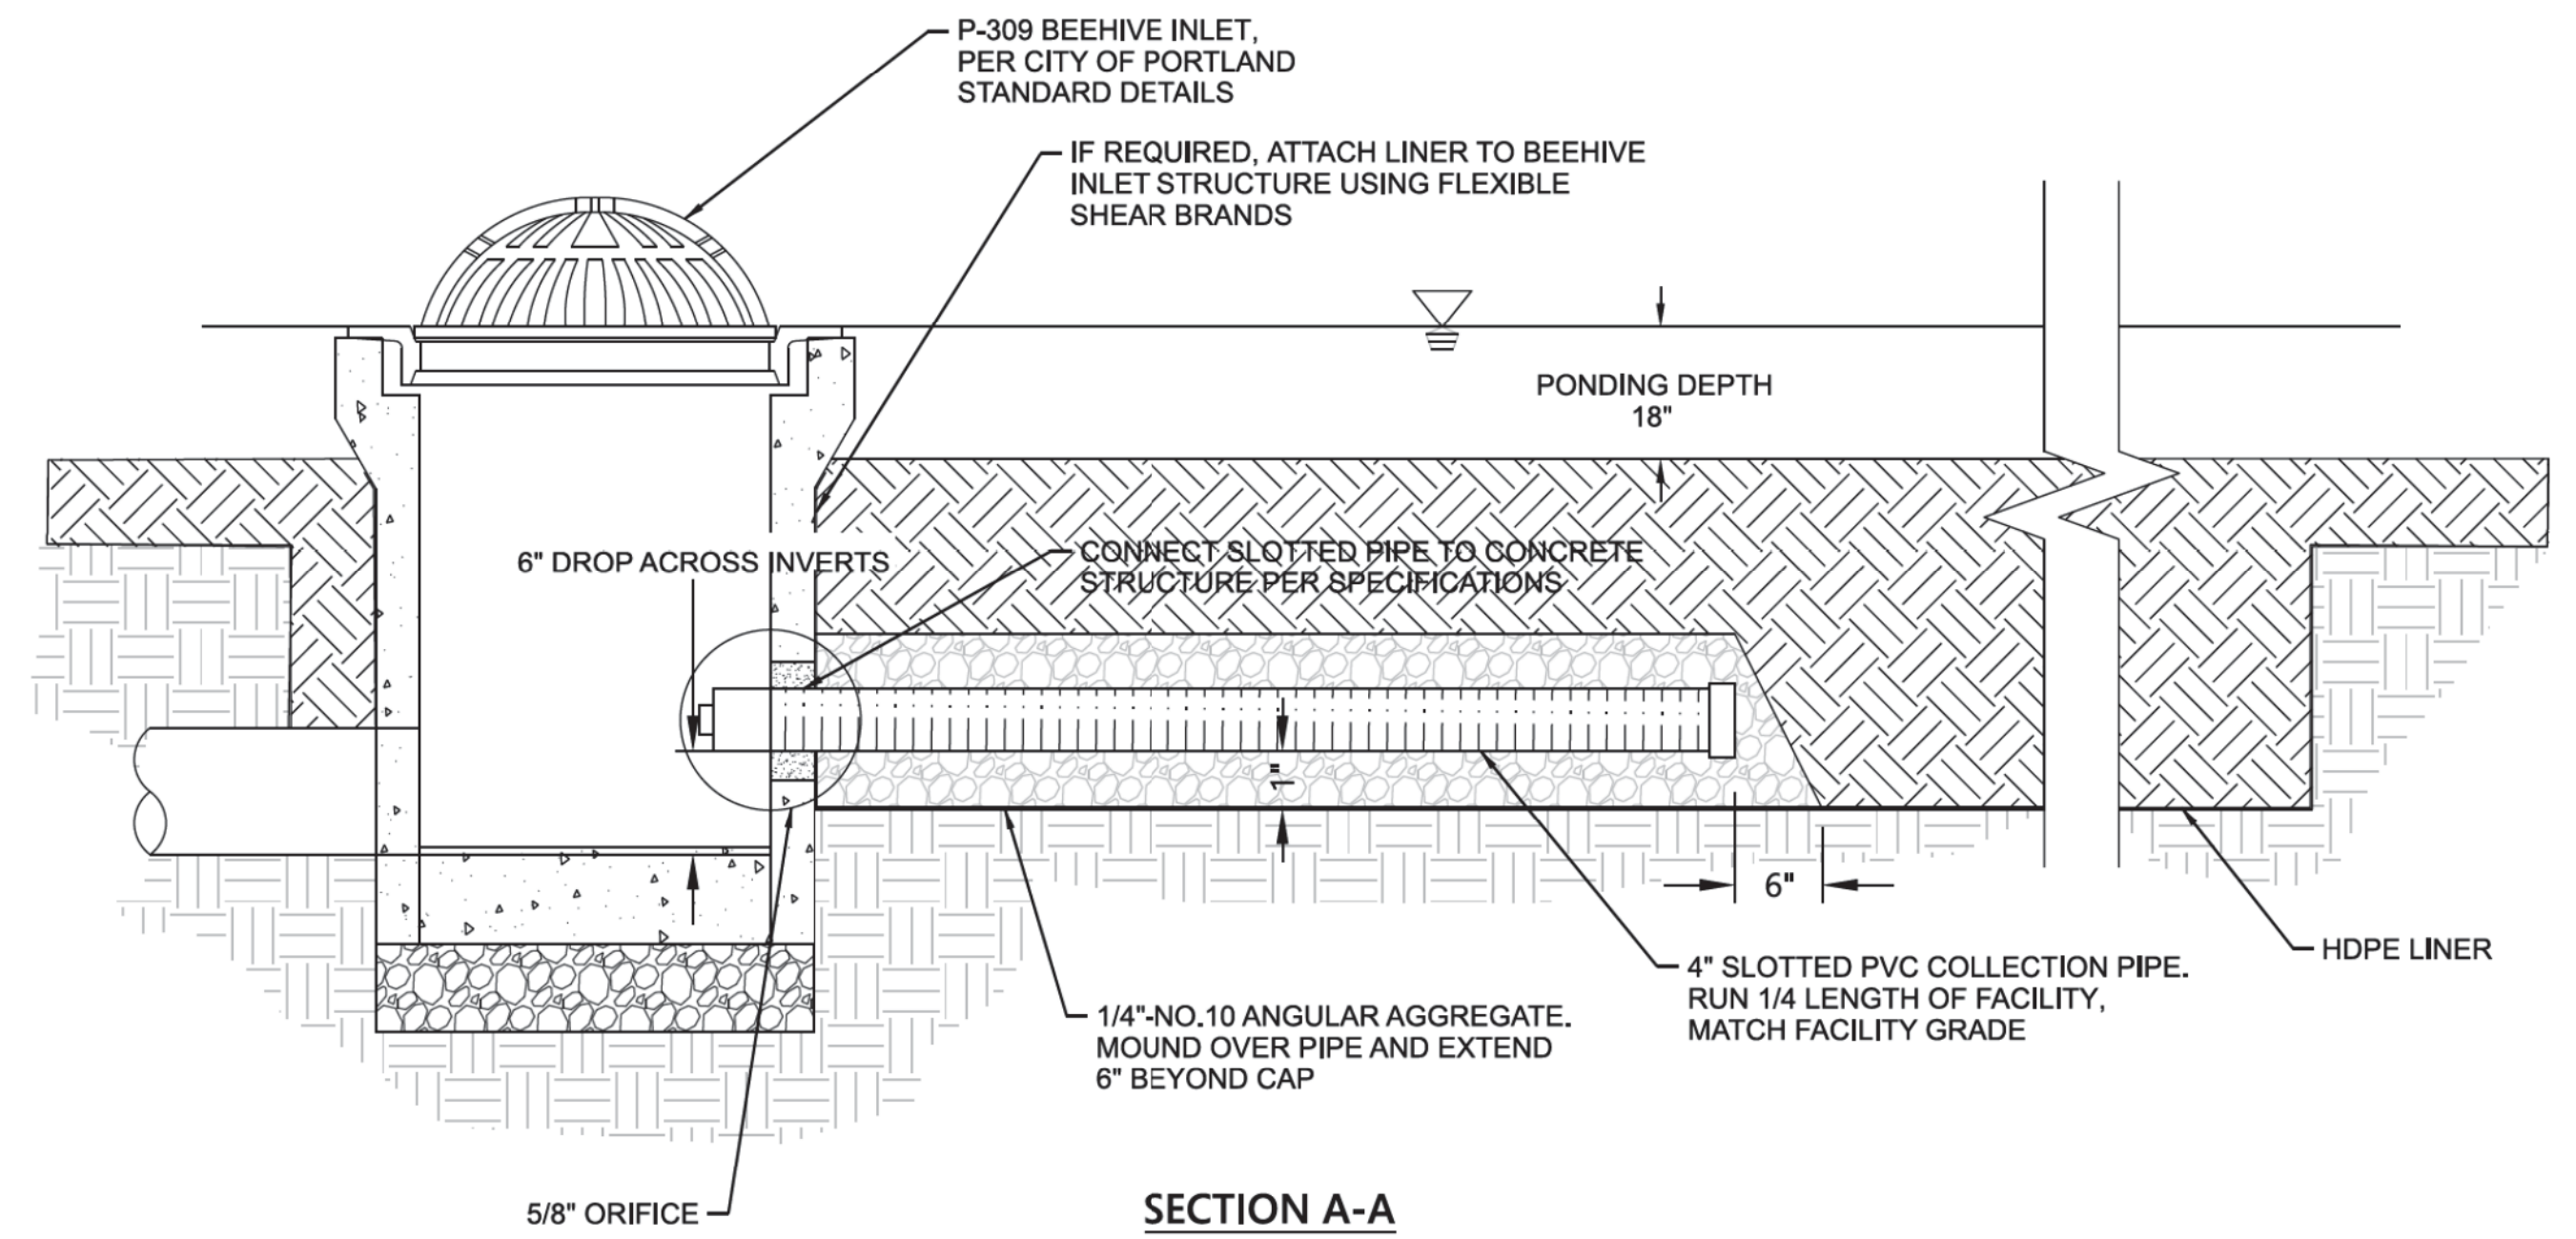 P-309 BEEHIVE INLET,
PER CITY OF PORTLAND
STANDARD DETAILS
IF REQUIRED, ATTACH LINER TO BEEHIVE
INLET STRUCTURE USING FLEXIBLE
SHEAR BRANDS
PONDING DEPTH
18"
6" DROP ACROSS INVERTS
CONNECT SLOTTED PIPE TO CONCRETE
STRUCTURE PER SPECIFICATIONS
1"
6"
HDPE LINER
4" SLOTTED PVC COLLECTION PIPE.
RUN 1/4 LENGTH OF FACILITY,
MATCH FACILITY GRADE
1/4"-NO.10 ANGULAR AGGREGATE.
MOUND OVER PIPE AND EXTEND
6" BEYOND CAP
5/8" ORIFICE
SECTION A-A